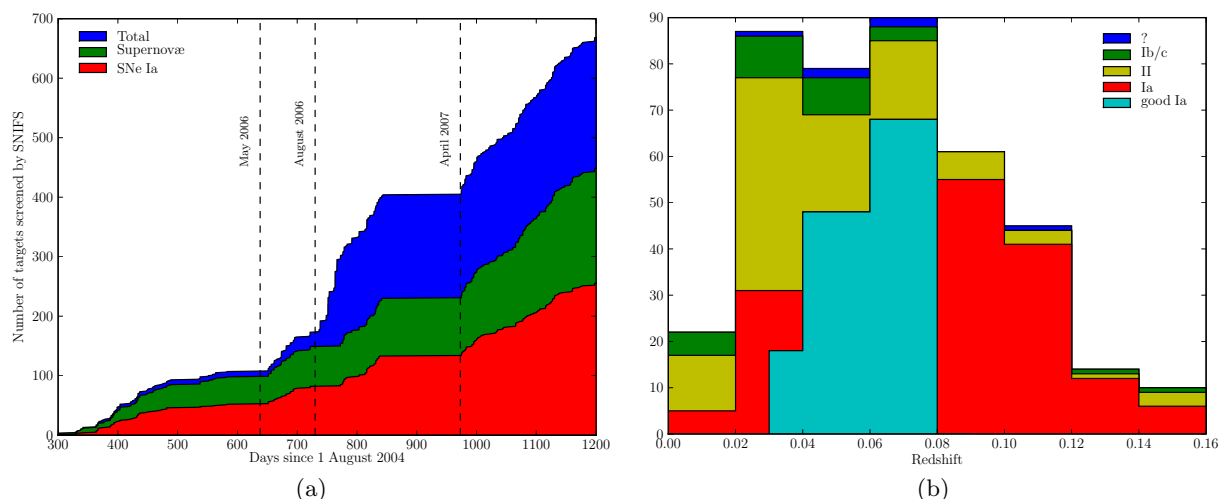 700
600
500
400
300
200
100
0
Number of targets screened by SNIFS
Total
Supernovæ
SNe Ia
May 2006
August 2006
April 2007
300 400 500 600 700 800 900 1000 1100 1200
Days since 1 August 2004
(a)
90
80
70
60
50
40
30
20
10
0
?
Ib/c
II
Ia
good Ia
0.00 0.02 0.04 0.06 0.08 0.10 0.12 0.14 0.16
Redshift
(b)